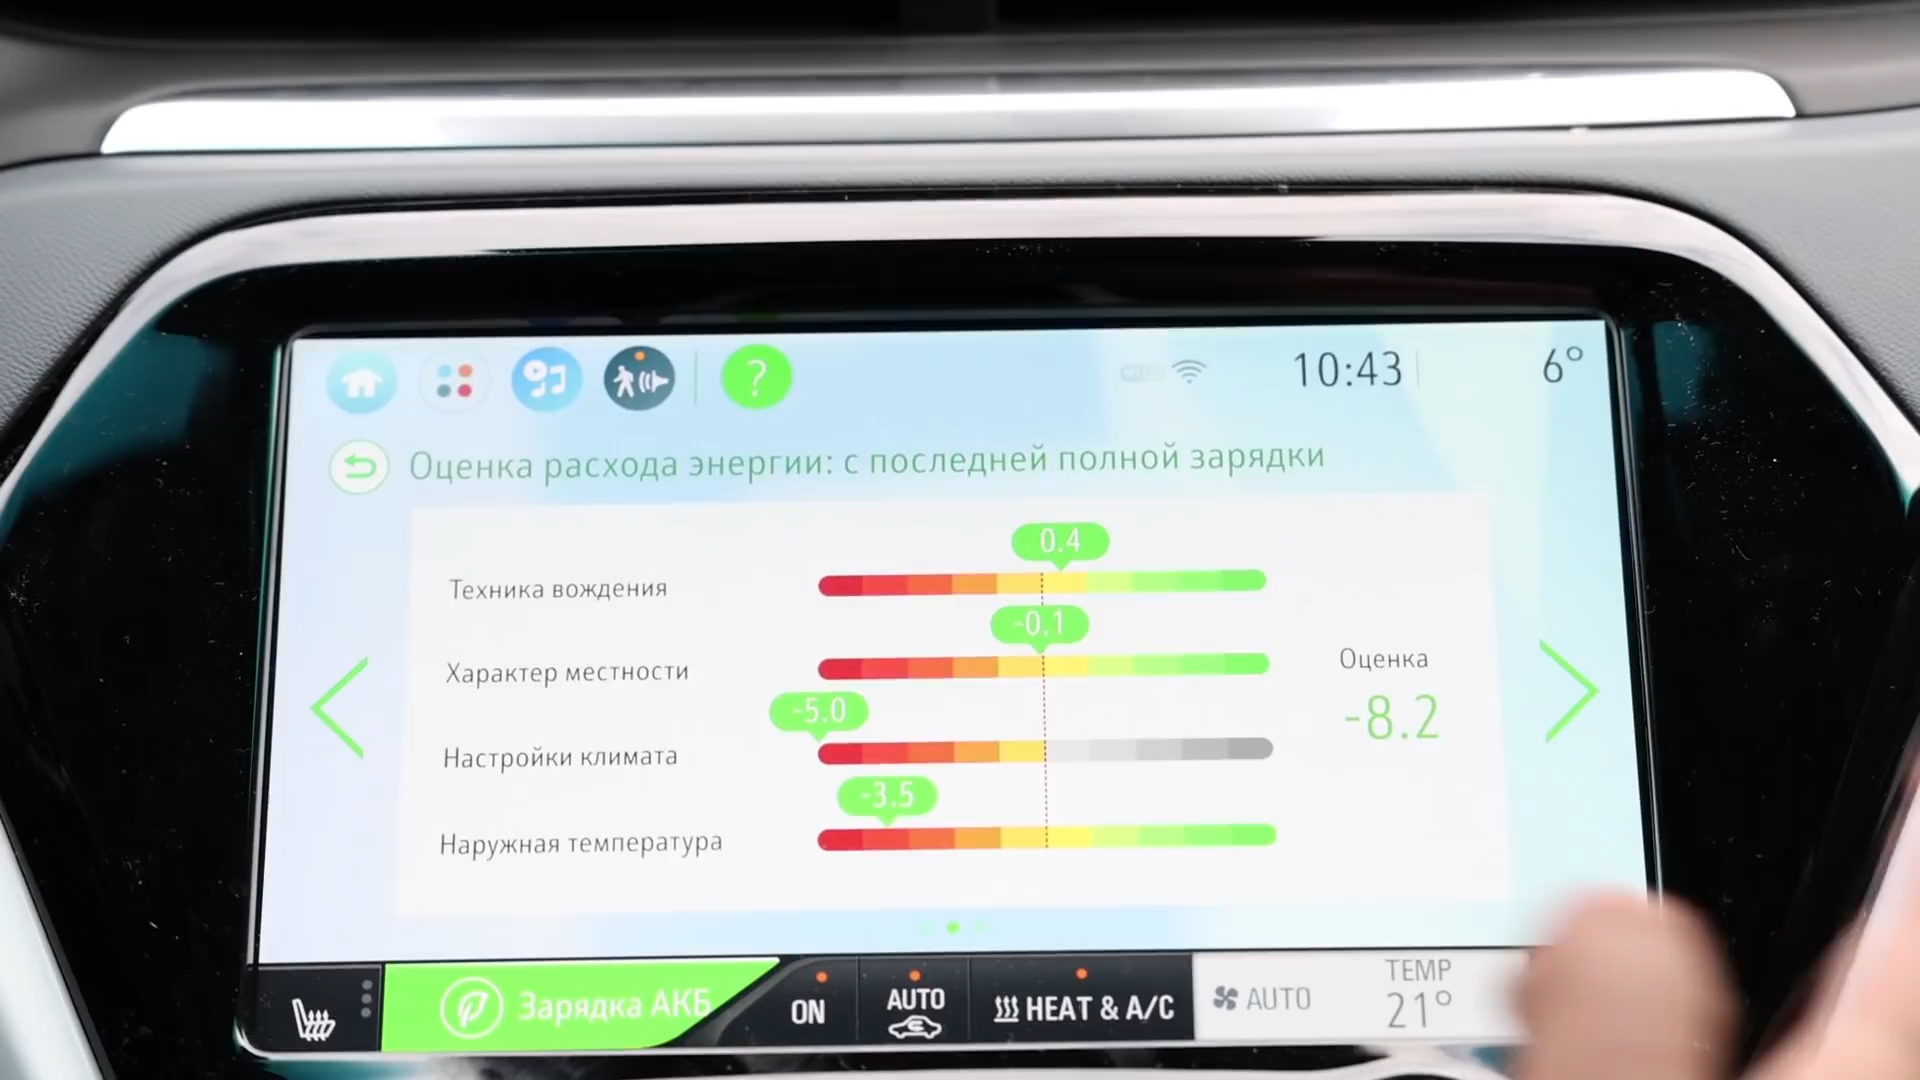 ?
10:43
6°
Оценка расхода энергии: с последней полной зарядки
0.4
Техника вождения
-0.1
Характер местности
-5.0
Настройки климата
-3.5
Наружная температура
Оценка
-8.2
Зарядка АКБ
ON
AUTO
HEAT & A/C
AUTO
TEMP
21°